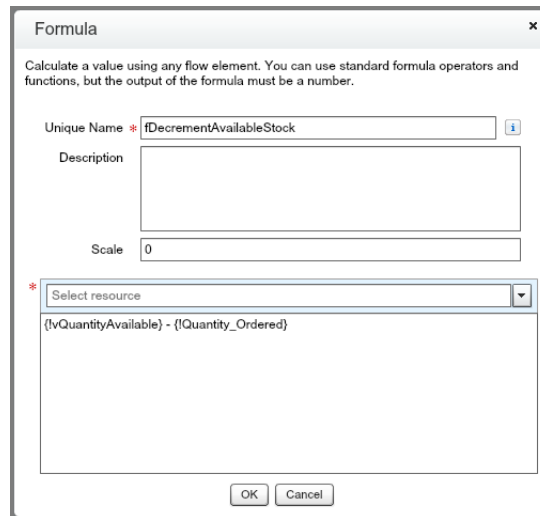 Formula
×
Calculate a value using any flow element. You can use standard formula operators and
functions, but the output of the formula must be a number.
Unique Name * fDecrementAvailableStock i
Description
Scale 0
* Select resource
{!vQuantityAvailable} - {!Quantity_Ordered}
OK Cancel